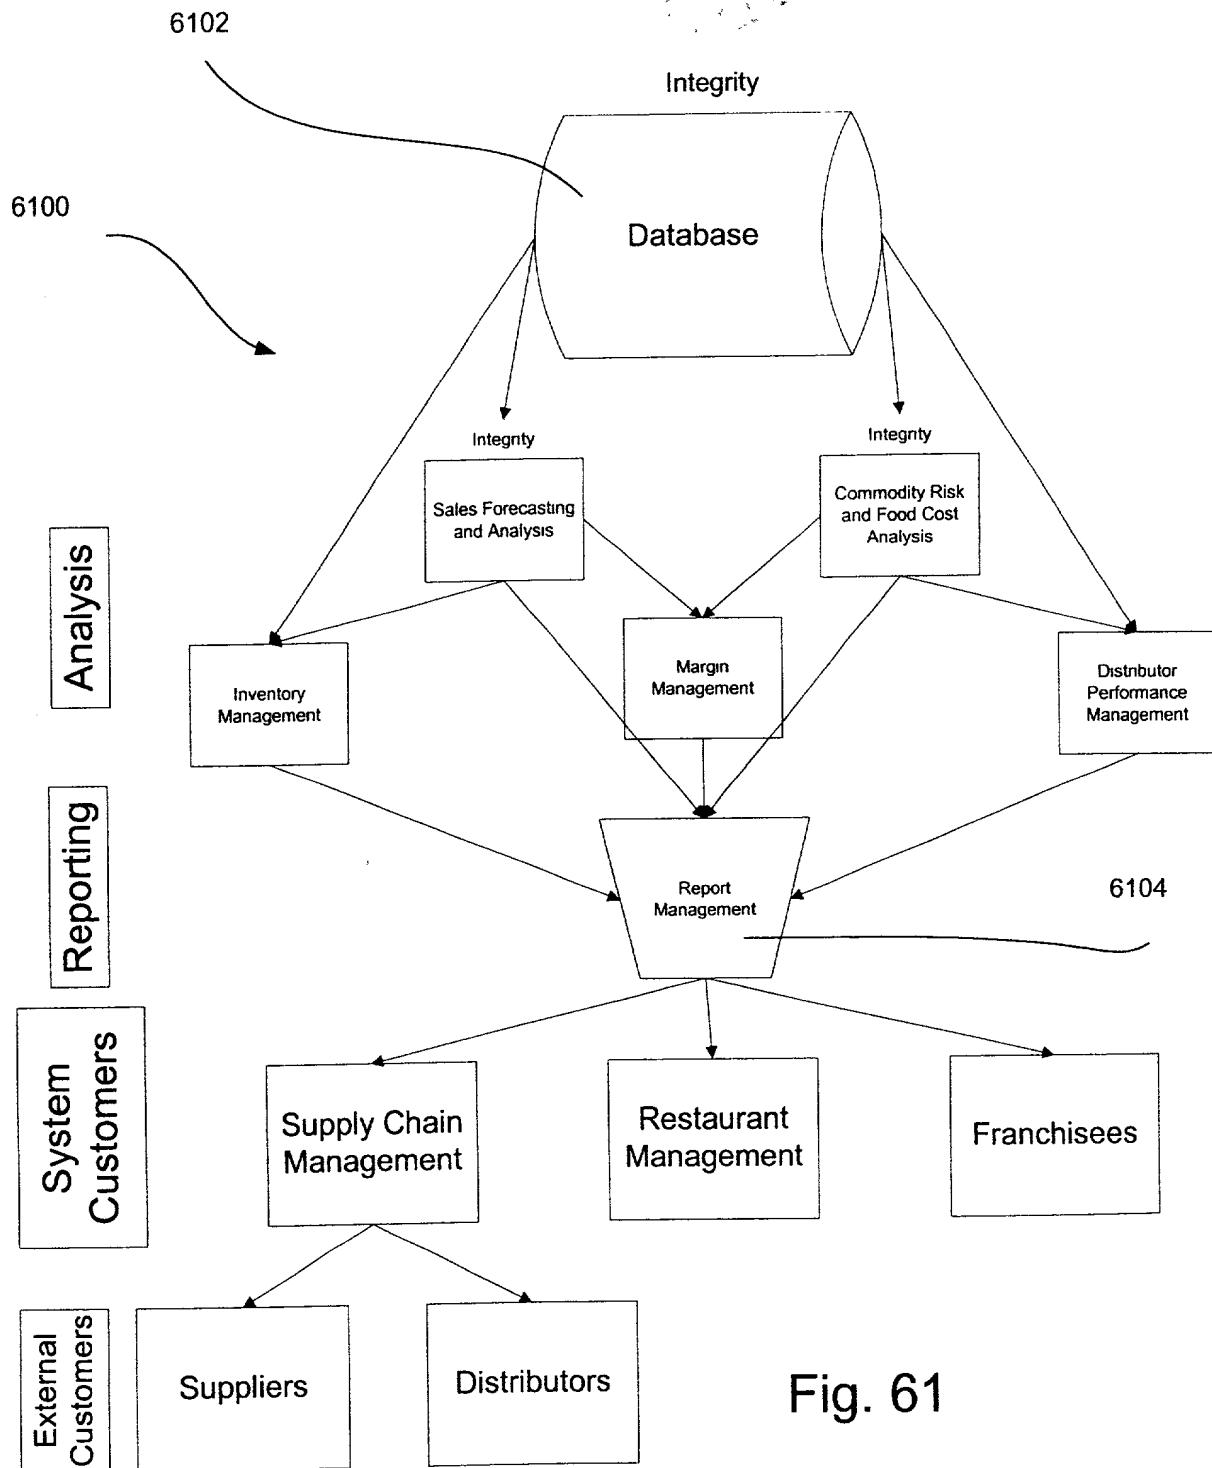 6102
Integrity
6100
Database
Integrity
Integrity
Sales Forecasting
and Analysis
Commodity Risk
and Food Cost
Analysis
Analysis
Inventory
Management
Margin
Management
Distributor
Performance
Management
Reporting
Report
Management
6104
System
Customers
Supply Chain
Management
Restaurant
Management
Franchisees
External
Customers
Suppliers
Distributors
Fig. 61